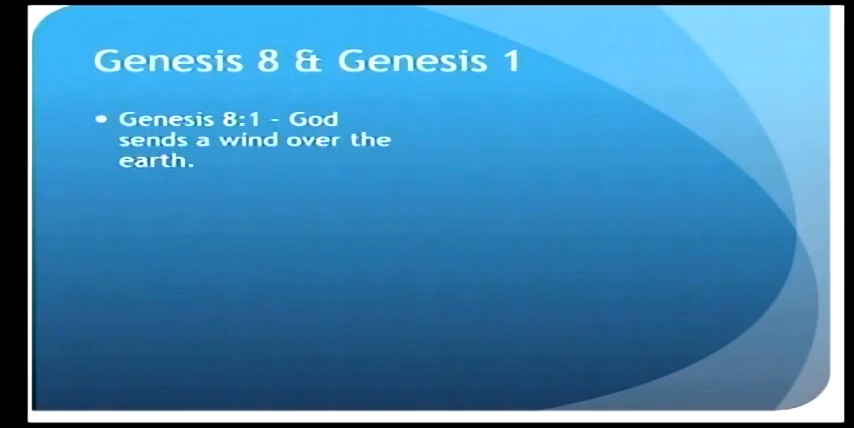 Genesis 8 & Genesis 1
• Genesis 8:1 - God
sends a wind over the
earth.